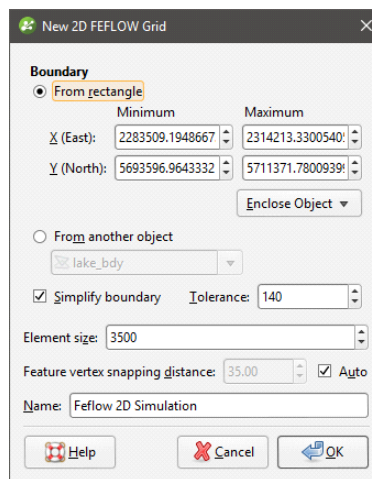 New 2D FEFLOW Grid
Boundary
From rectangle
Minimum Maximum
X (East): 2283509.1948667 2314213.3300540
Y (North): 5693596.9643332 5711371.7800939
Enclose Object
From another object
lake_bdy
Simplify boundary Tolerance: 140
Element size: 3500
Feature vertex snapping distance: 35.00 Auto
Name: Feflow 2D Simulation
Help Cancel OK